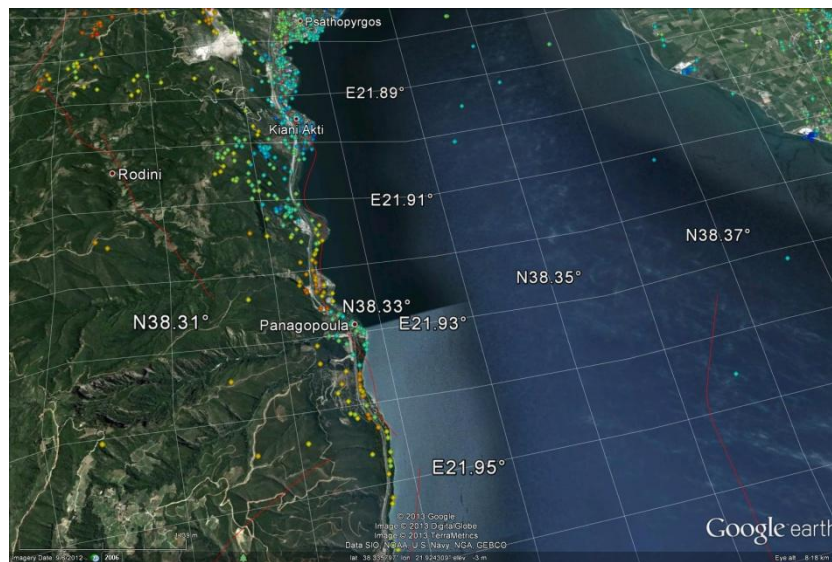 Psathopyrgos
E21.89°
Kiani Akti
Rodini
E21.91°
N38.37°
N38.35°
N38.33°
N38.31°
Panagopoula
E21.93°
E21.95°
© 2013 Google
Image © 2013 DigitalGlobe
Image © 2013 TerraMetrics
Data SIO, NOAA, U.S. Navy, NGA, GEBCO
Google earth
2006